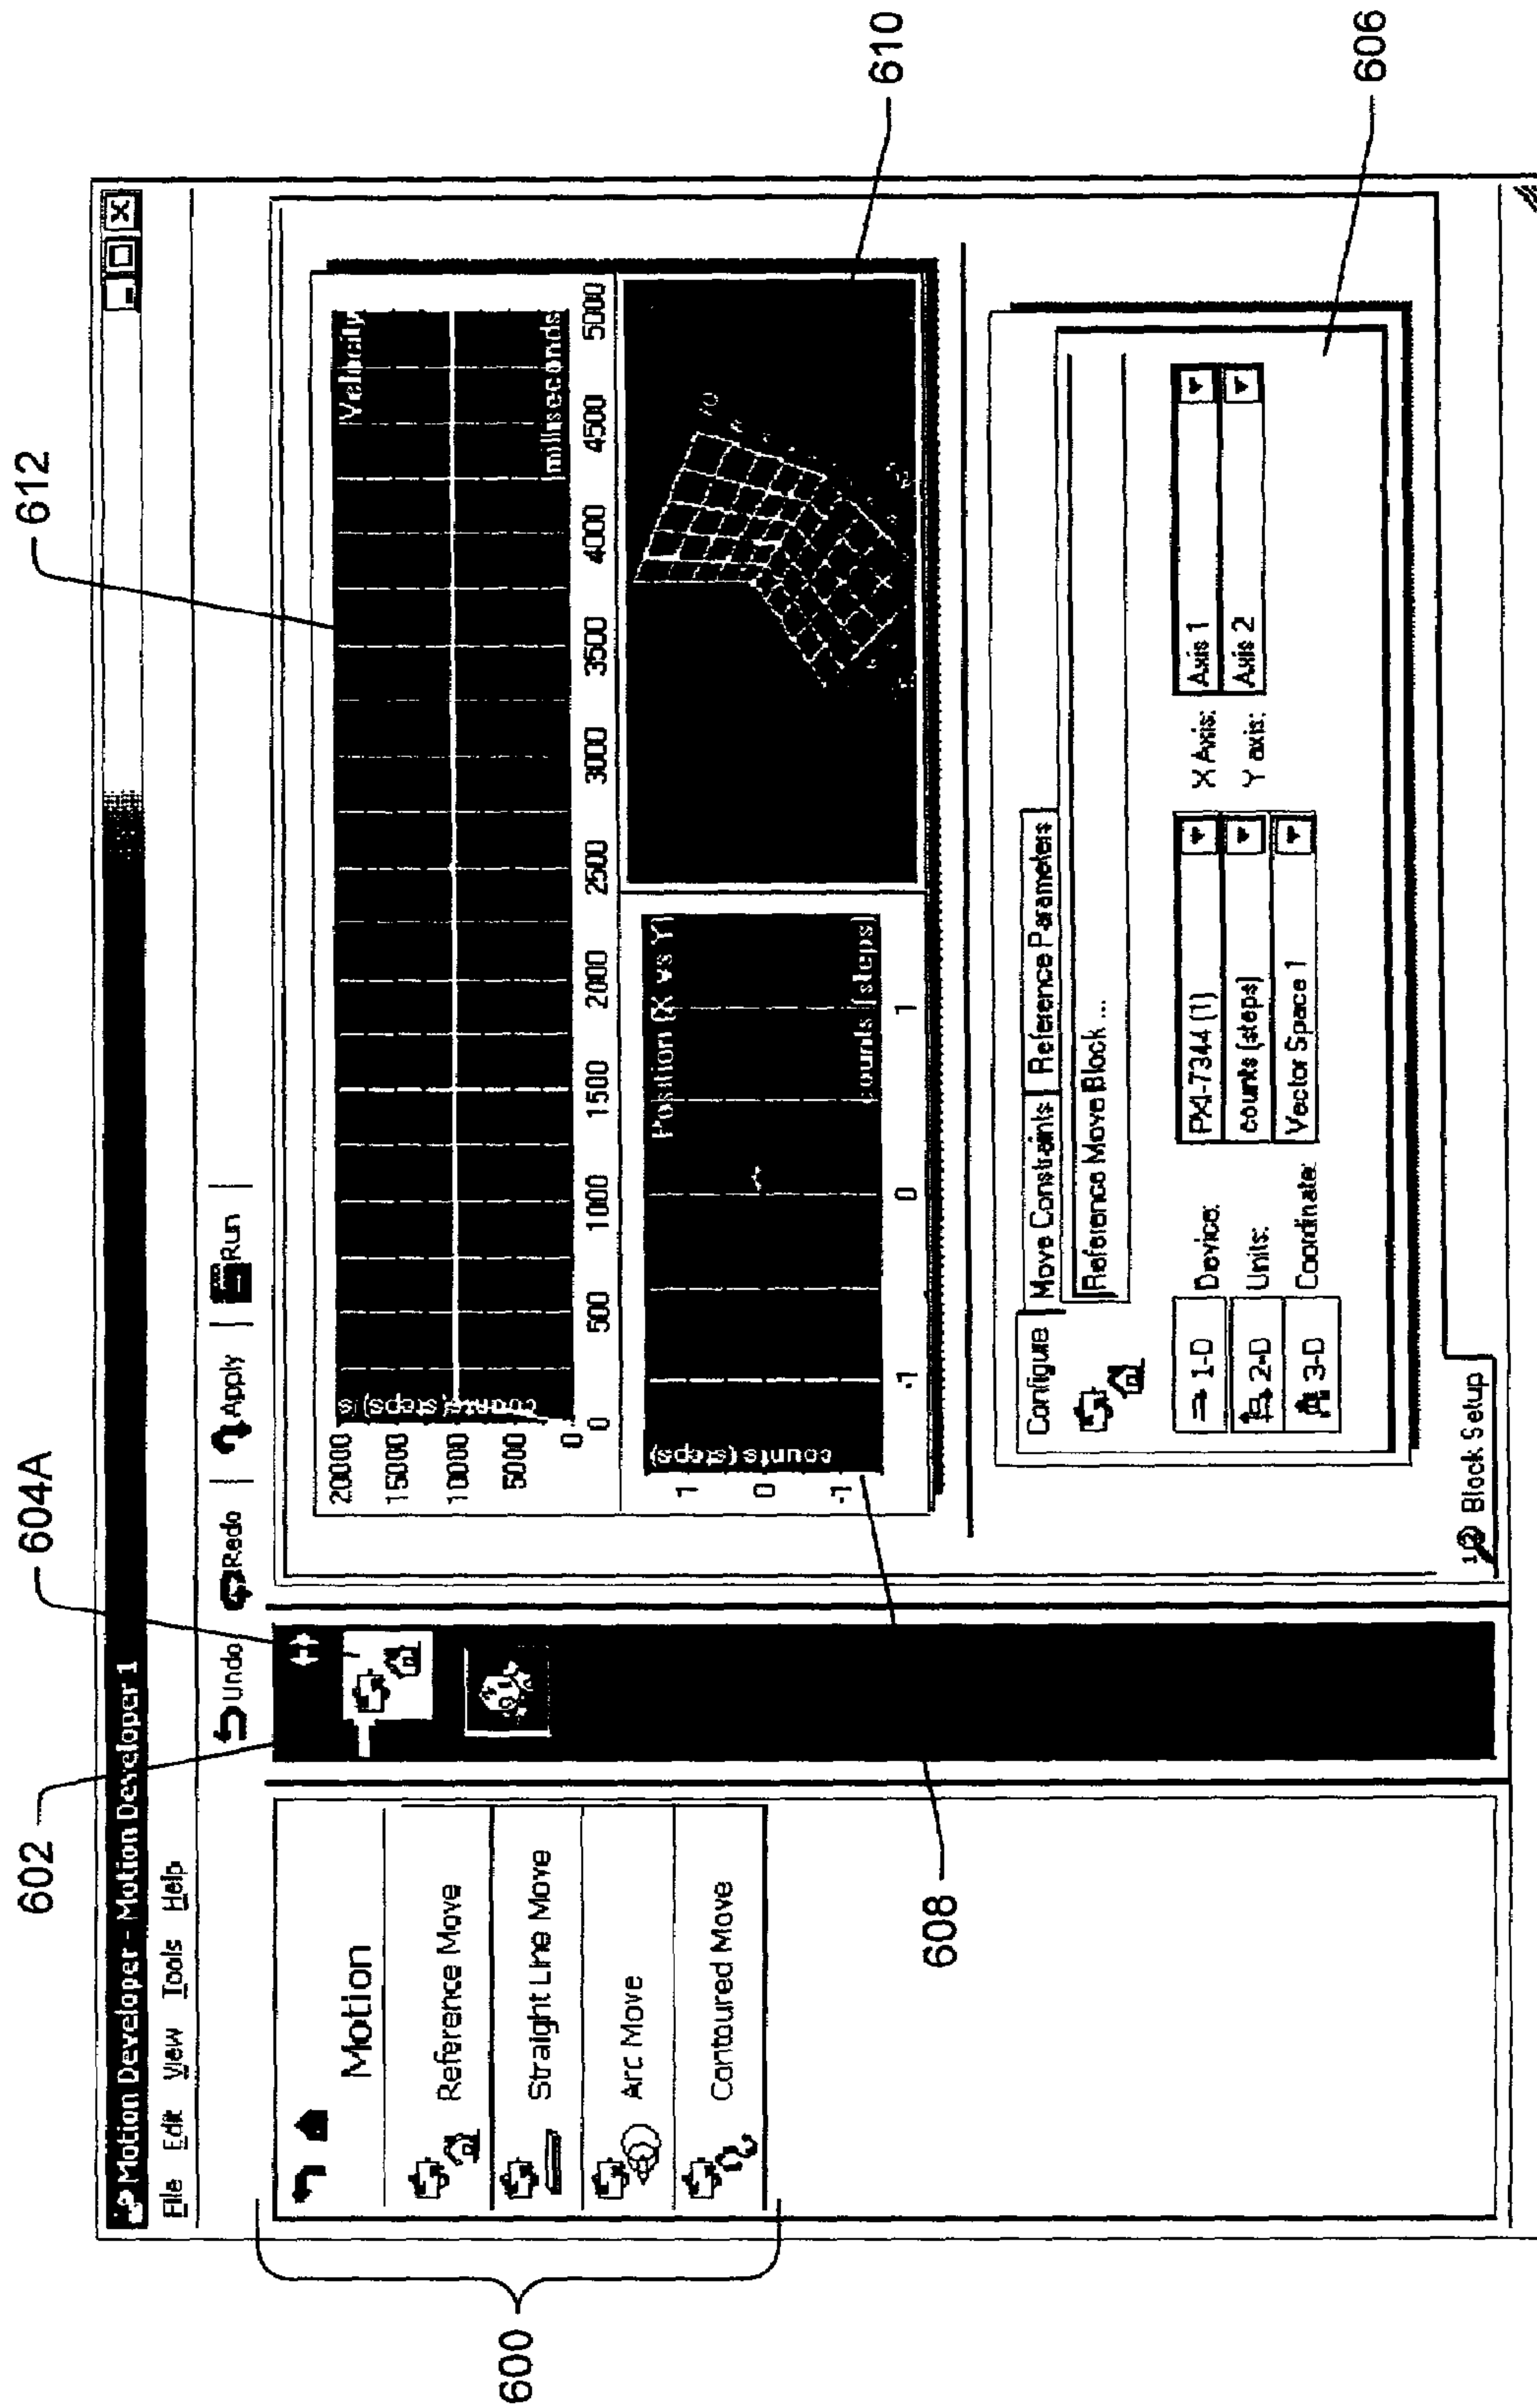 602
604A
612
Motion Developer - Motion Developer 1
File Edit View Tools Help
Undo Redo Apply Run
Motion
Reference Move
Straight Line Move
Arc Move
Contoured Move
600
20000
15000
10000
5000
0
counts (steps)/s
Velocity
milliseconds
0 500 1000 1500 2000 2500 3000 3500 4000 4500 5000
Position (X vs Y)
counts (steps)
1
0
-1
counts (steps)
-1 0 1
610
608
Configure Move Constraints Reference Parameters
Reference Move Block ...
1-D Device: PXI-7344 (1) X Axis: Axis 1
2-D Units: counts (steps) Y axis: Axis 2
3-D Coordinate: Vector Space 1
606
Block Setup